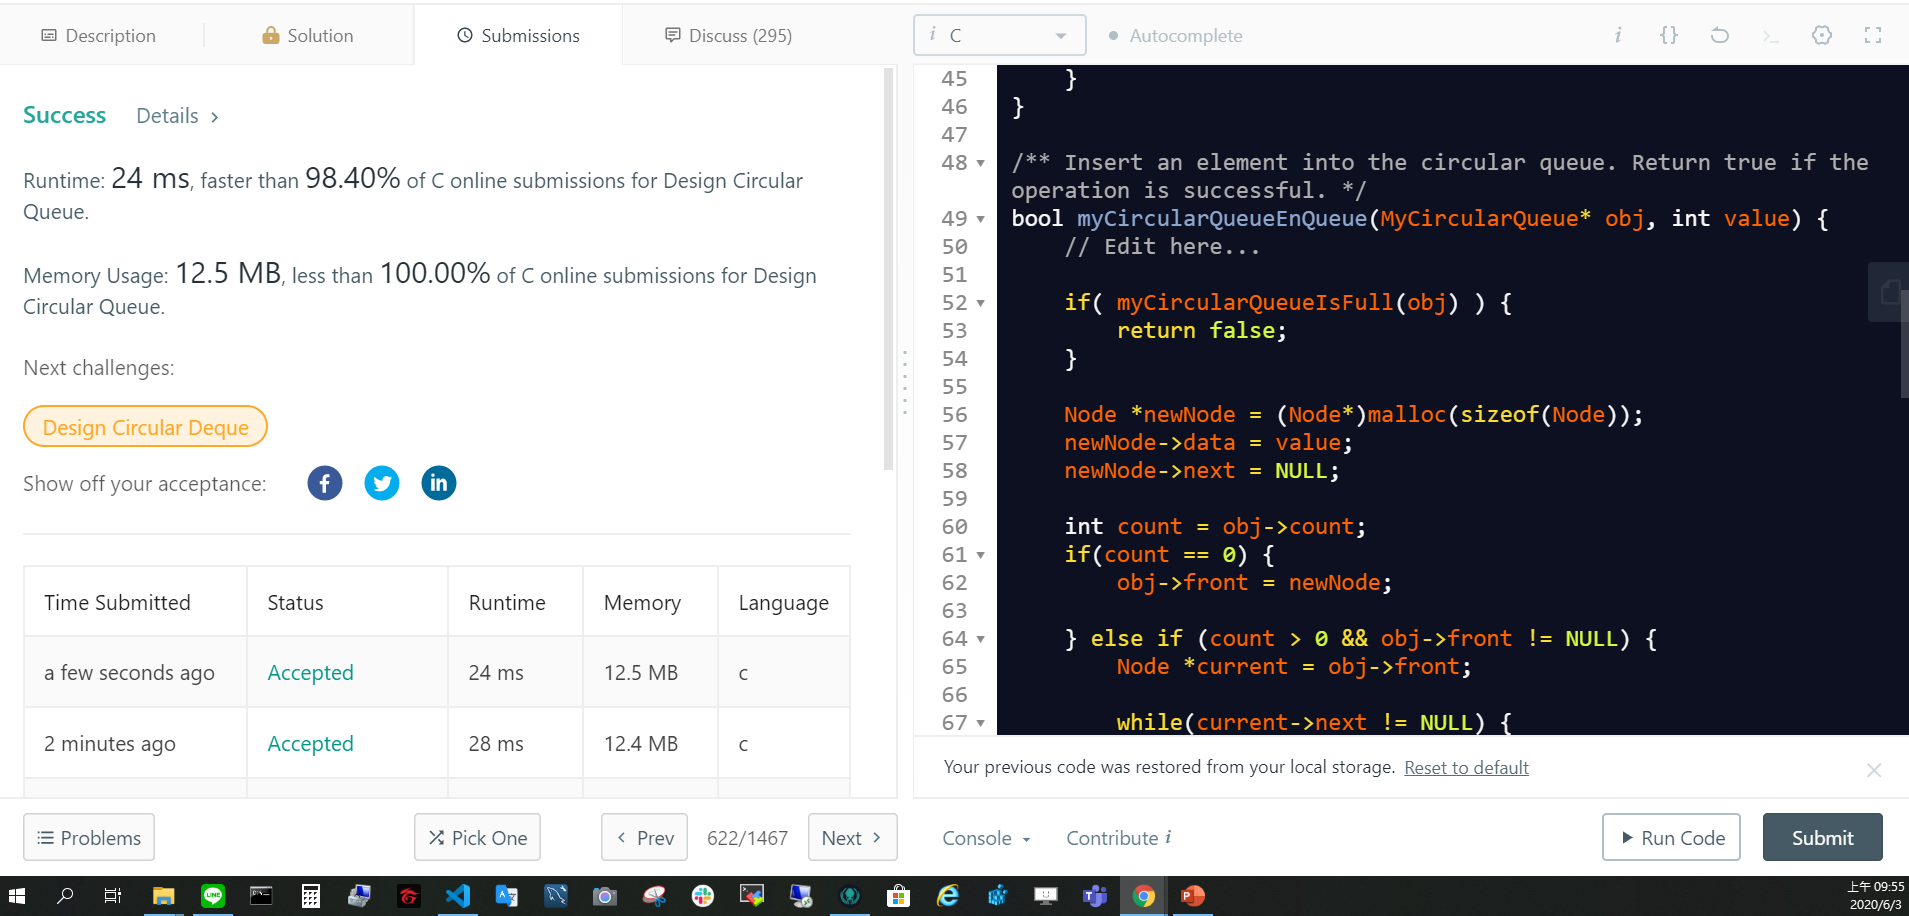 Description
Solution
Submissions
Discuss (295)
i C
Autocomplete
i {}
Success Details >
Runtime: 24 ms, faster than 98.40% of C online submissions for Design Circular
Queue.
Memory Usage: 12.5 MB, less than 100.00% of C online submissions for Design
Circular Queue.
Next challenges:
Design Circular Deque
Show off your acceptance:
Time Submitted Status Runtime Memory Language
a few seconds ago Accepted 24 ms 12.5 MB c
2 minutes ago Accepted 28 ms 12.4 MB c
Problems
Pick One
< Prev
622/1467
Next >
45 }
46 }
47
48 /** Insert an element into the circular queue. Return true if the
operation is successful. */
49 bool myCircularQueueEnQueue(MyCircularQueue* obj, int value) {
50 // Edit here...
51
52 if( myCircularQueueIsFull(obj) ) {
53 return false;
54 }
55
56 Node *newNode = (Node*)malloc(sizeof(Node));
57 newNode->data = value;
58 newNode->next = NULL;
59
60 int count = obj->count;
61 if(count == 0) {
62 obj->front = newNode;
63
64 } else if (count > 0 && obj->front != NULL) {
65 Node *current = obj->front;
66
67 while(current->next != NULL) {
Your previous code was restored from your local storage. Reset to default
Console
Contribute i
Run Code
Submit
上午 09:55
2020/6/3